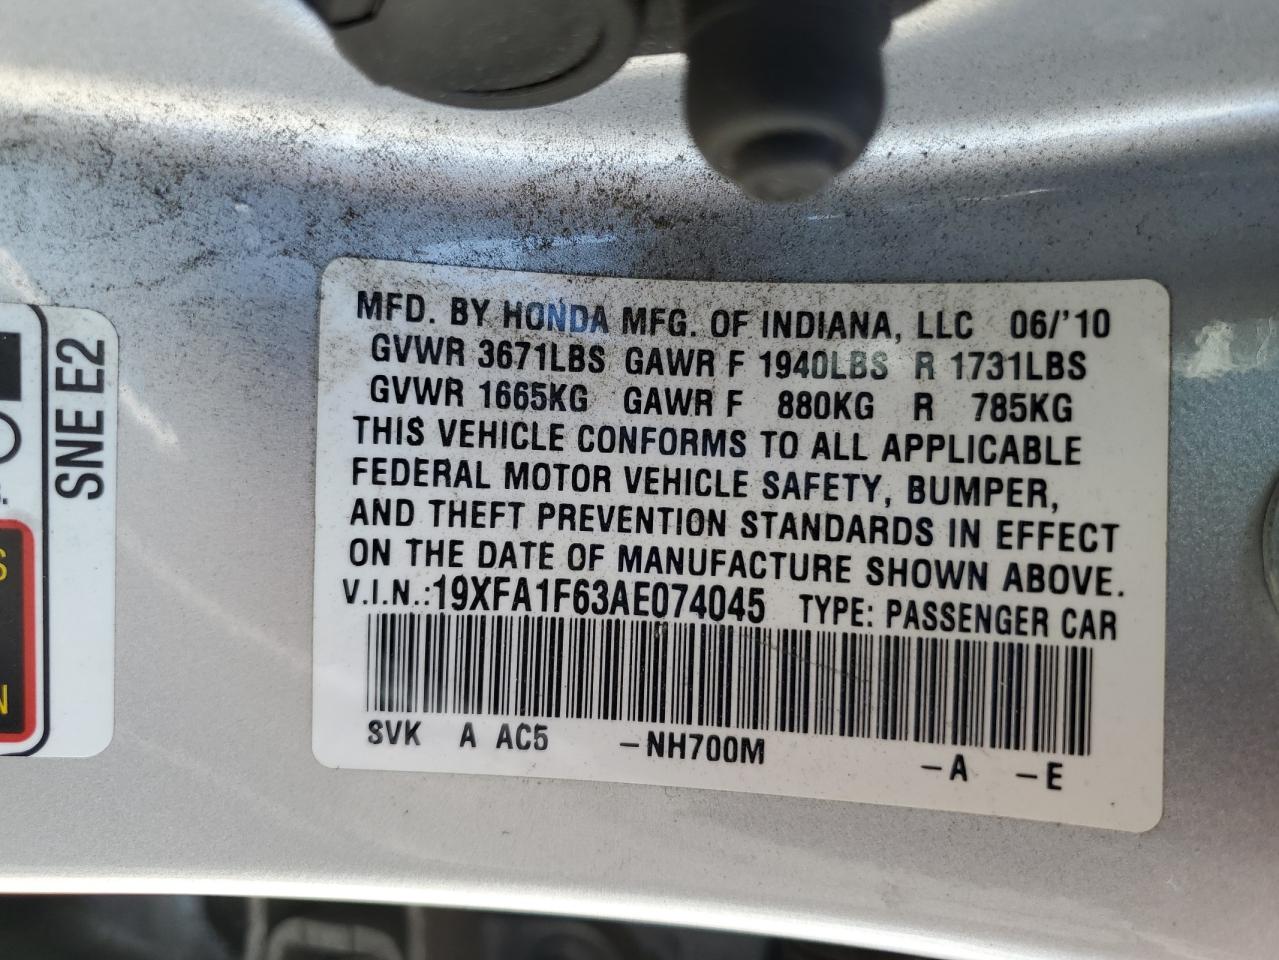 MFD. BY HONDA MFG. OF INDIANA, LLC 06/'10
GVWR 3671LBS GAWR F 1940LBS R 1731LBS
GVWR 1665KG GAWR F 880KG R 785KG
THIS VEHICLE CONFORMS TO ALL APPLICABLE
FEDERAL MOTOR VEHICLE SAFETY, BUMPER,
AND THEFT PREVENTION STANDARDS IN EFFECT
ON THE DATE OF MANUFACTURE SHOWN ABOVE.
V.I.N.:19XFA1F63AE074045 TYPE: PASSENGER CAR
SVK A AC5 -NH700M -A -E
SNE E2
S
N